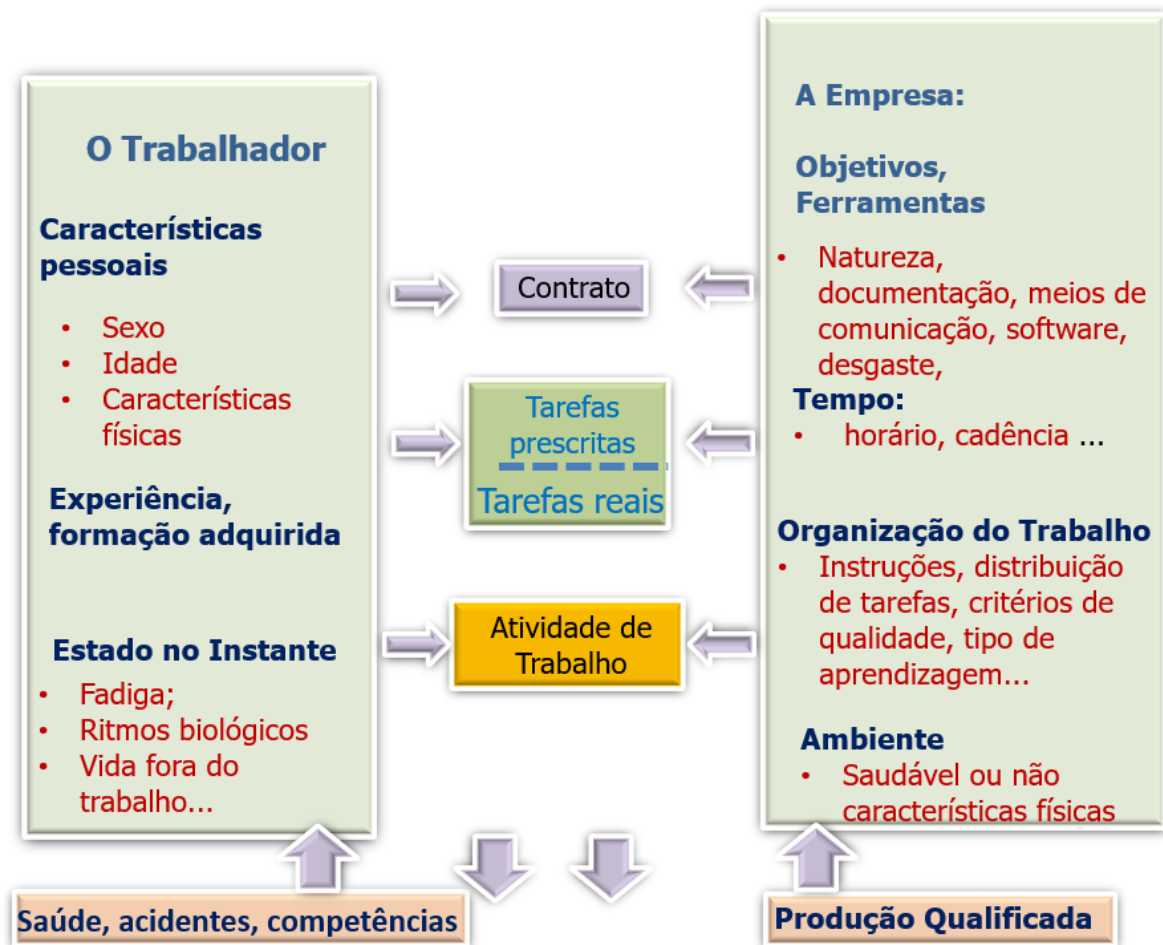 O Trabalhador
Características
pessoais
• Sexo
• Idade
• Características
físicas
Experiência,
formação adquirida
Estado no Instante
• Fadiga;
• Ritmos biológicos
• Vida fora do
trabalho...
Contrato
Tarefas
prescritas
Tarefas reais
Atividade de
Trabalho
A Empresa:
Objetivos,
Ferramentas
• Natureza,
documentação, meios de
comunicação, software,
desgaste,
Tempo:
• horário, cadência ...
Organização do Trabalho
• Instruções, distribuição
de tarefas, critérios de
qualidade, tipo de
aprendizagem...
Ambiente
• Saudável ou não
características físicas
Saúde, acidentes, competências
Produção Qualificada